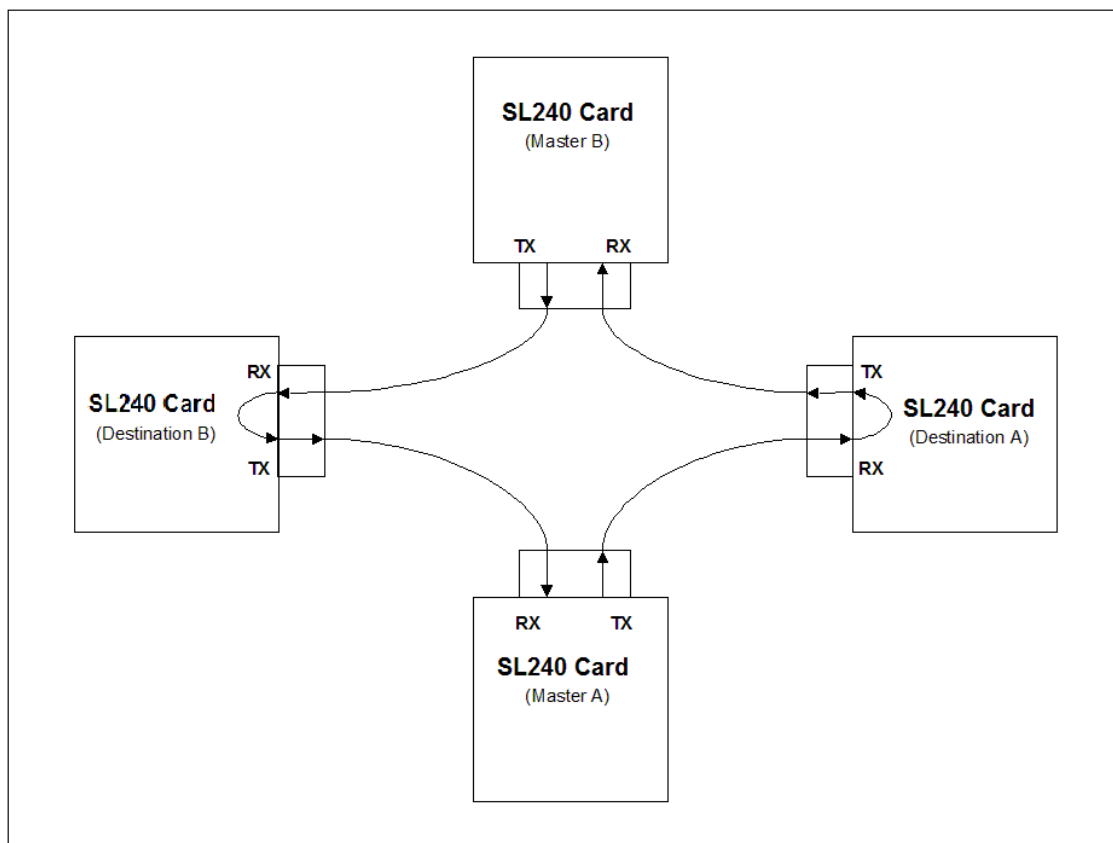 SL240 Card
(Master B)
TX RX
RX
SL240 Card
(Destination B)
TX
TX
SL240 Card
(Destination A)
RX
RX TX
SL240 Card
(Master A)